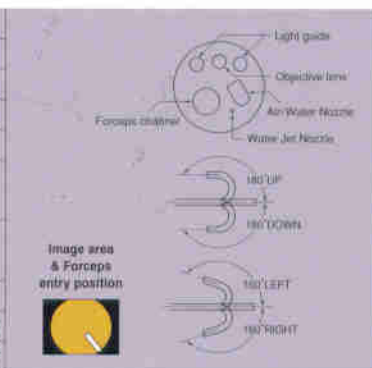 Light guide
Objective lens
Air/Water Nozzle
Forceps channel
Water Jet Nozzle
180°UP
180°DOWN
Image area
& Forceps
entry position
160°LEFT
160°RIGHT